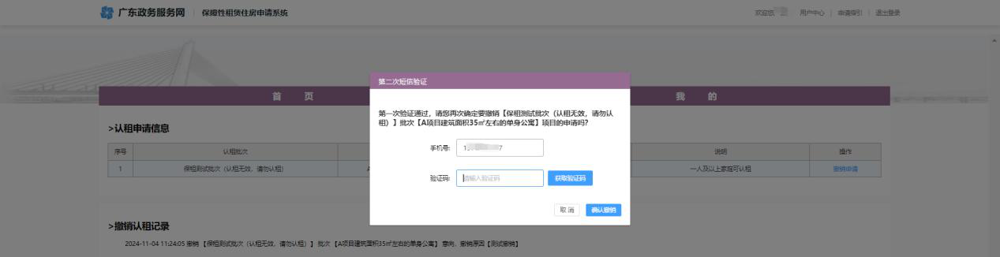 广东政务服务网 | 保障性租赁住房申请系统
欢迎您 | 用户中心 | 申请指引 | 退出登录
首 页 我 的
第二次短信验证
第一次验证通过，请您再次确定要撤销【保租测试批次（认租无效，请勿认
租）】批次【A项目建筑面积35㎡左右的单身公寓】项目的申请吗？
手机号:
验证码: 请输入验证码 获取验证码
取 消 确认撤销
>认租申请信息
序号 认租批次 说明 操作
1 保租测试批次（认租无效，请勿认租） 一人及以上家庭可认租 撤销申请
>撤销认租记录
2024-11-04 11:24:05 撤销 【保租测试批次（认租无效，请勿认租）】 批次 【A项目建筑面积35㎡左右的单身公寓】 意向，撤销原因【测试撤销】